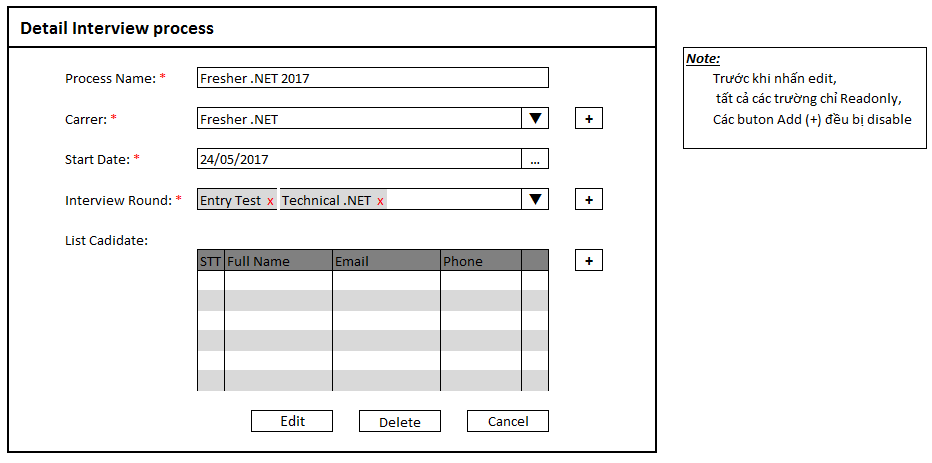 Detail Interview process
Process Name: * Fresher .NET 2017
Carrer: * Fresher .NET ▼ +
Start Date: * 24/05/2017 ...
Interview Round: * Entry Test x Technical .NET x ▼ +
List Cadidate:
STT Full Name Email Phone +
Edit Delete Cancel
Note:
Trước khi nhấn edit,
tất cả các trường chỉ Readonly,
Các buton Add (+) đều bị disable